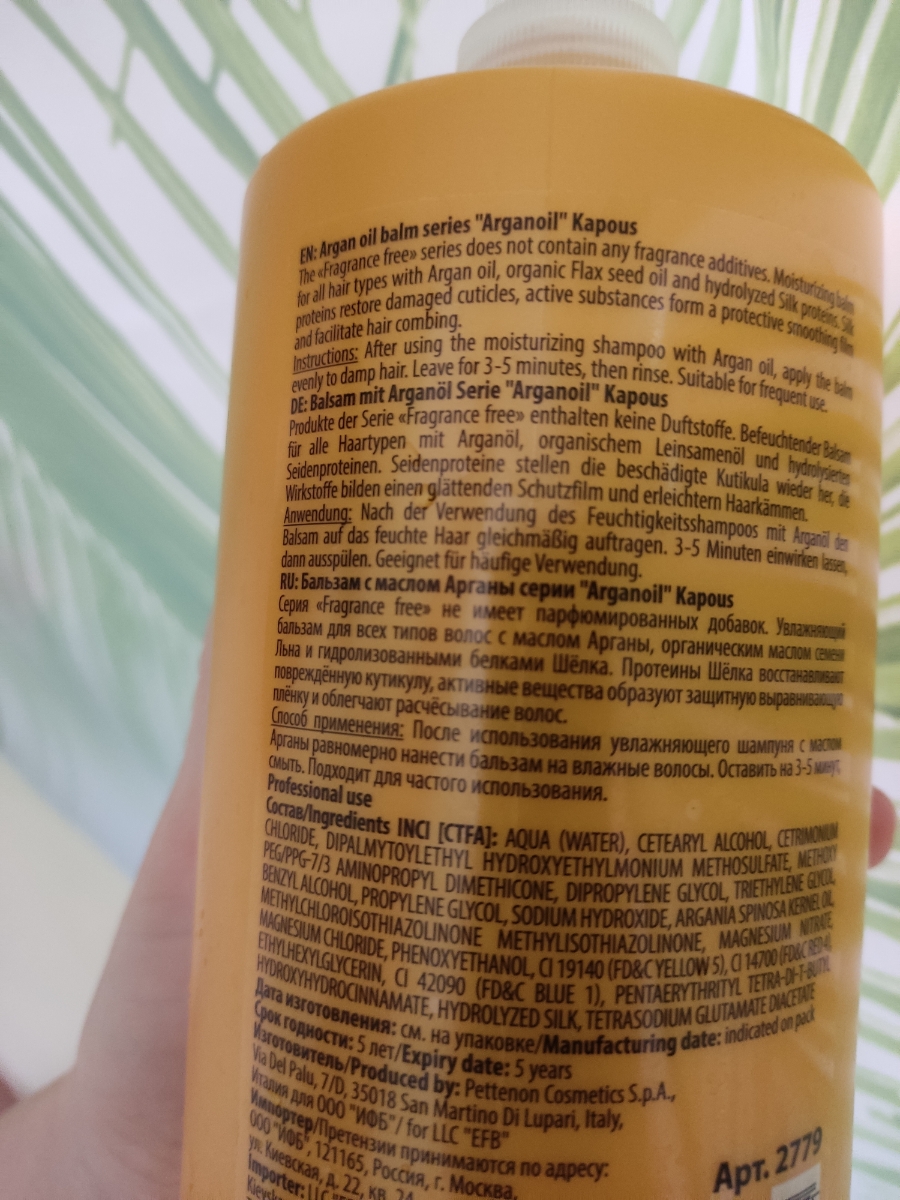 EN: Argan oil balm series "Arganoil" Kapous
The «Fragrance free» series does not contain any fragrance additives. Moisturizing balm
for all hair types with Argan oil, organic Flax seed oil and hydrolyzed Silk proteins. Silk
proteins restore damaged cuticles, active substances form a protective smoothing film
and facilitate hair combing.
Instructions: After using the moisturizing shampoo with Argan oil, apply the balm
evenly to damp hair. Leave for 3-5 minutes, then rinse. Suitable for frequent use.
DE: Balsam mit Arganöl Serie "Arganoil" Kapous
Produkte der Serie «Fragrance free» enthalten keine Duftstoffe. Befeuchtender Balsam
für alle Haartypen mit Arganöl, organischem Leinsamenöl und hydrolysierten
Seidenproteinen. Seidenproteine stellen die beschädigte Kutikula wieder her, die
Wirkstoffe bilden einen glättenden Schutzfilm und erleichtern Haarkämmen.
Anwendung: Nach der Verwendung des Feuchtigkeitsshampoos mit Arganöl den
Balsam auf das feuchte Haar gleichmäßig auftragen. 3-5 Minuten einwirken lassen,
dann ausspülen. Geeignet für häufige Verwendung.
RU: Бальзам с маслом Арганы серии "Arganoil" Kapous
Серия «Fragrance free» не имеет парфюмированных добавок. Увлажняющий
бальзам для всех типов волос с маслом Арганы, органическим маслом семени
Льна и гидролизованными белками Шёлка. Протеины Шёлка восстанавливают
повреждённую кутикулу, активные вещества образуют защитную выравнивающую
плёнку и облегчают расчёсывание волос.
Способ применения: После использования увлажняющего шампуня с маслом
Арганы равномерно нанести бальзам на влажные волосы. Оставить на 3-5 минут,
смыть. Подходит для частого использования.
Professional use
Состав/Ingredients INCI [CTFA]: AQUA (WATER), CETEARYL ALCOHOL, CETRIMONIUM
CHLORIDE, DIPALMYTOYLETHYL HYDROXYETHYLMONIUM METHOSULFATE, METHOXY
PEG/PPG-7/3 AMINOPROPYL DIMETHICONE, DIPROPYLENE GLYCOL, TRIETHYLENE GLYCOL,
BENZYL ALCOHOL, PROPYLENE GLYCOL, SODIUM HYDROXIDE, ARGANIA SPINOSA KERNEL OIL,
METHYLCHLOROISOTHIAZOLINONE METHYLISOTHIAZOLINONE, MAGNESIUM NITRATE,
MAGNESIUM CHLORIDE, PHENOXYETHANOL, CI 19140 (FD&C YELLOW 5), CI 14700 (FD&C RED 4),
ETHYLHEXYLGLYCERIN, CI 42090 (FD&C BLUE 1), PENTAERYTHRITYL TETRA-DI-T-BUTYL
HYDROXYHYDROCINNAMATE, HYDROLYZED SILK, TETRASODIUM GLUTAMATE DIACETATE
Дата изготовления: см. на упаковке/Manufacturing date: indicated on pack
Срок годности: 5 лет/Expiry date: 5 years
Изготовитель/Produced by: Pettenon Cosmetics S.p.A.,
Via Del Palu, 7/D, 35018 San Martino Di Lupari, Italy,
Италия для ООО "ИФБ"/ for LLC "EFB"
Импортер/Претензии принимаются по адресу:
ООО "ИФБ", 121165, Россия, г. Москва,
ул. Киевская, д. 22, кв. 24
Importer: LLC
Арт. 2779